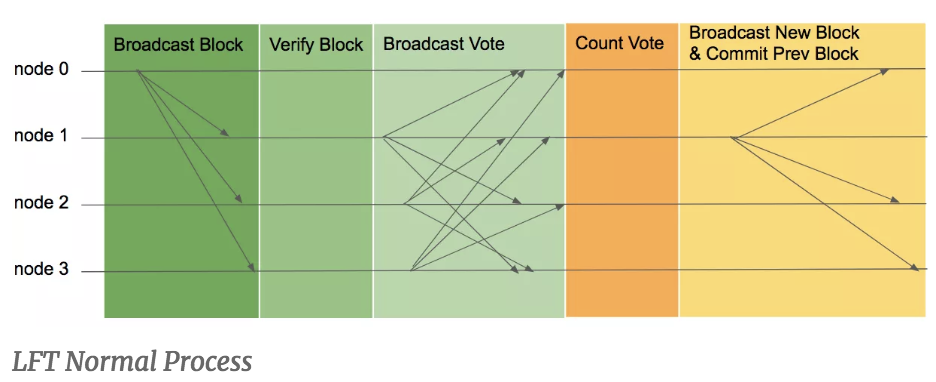 Broadcast Block
Verify Block
Broadcast Vote
Count Vote
Broadcast New Block
& Commit Prev Block
node 0
node 1
node 2
node 3
LFT Normal Process